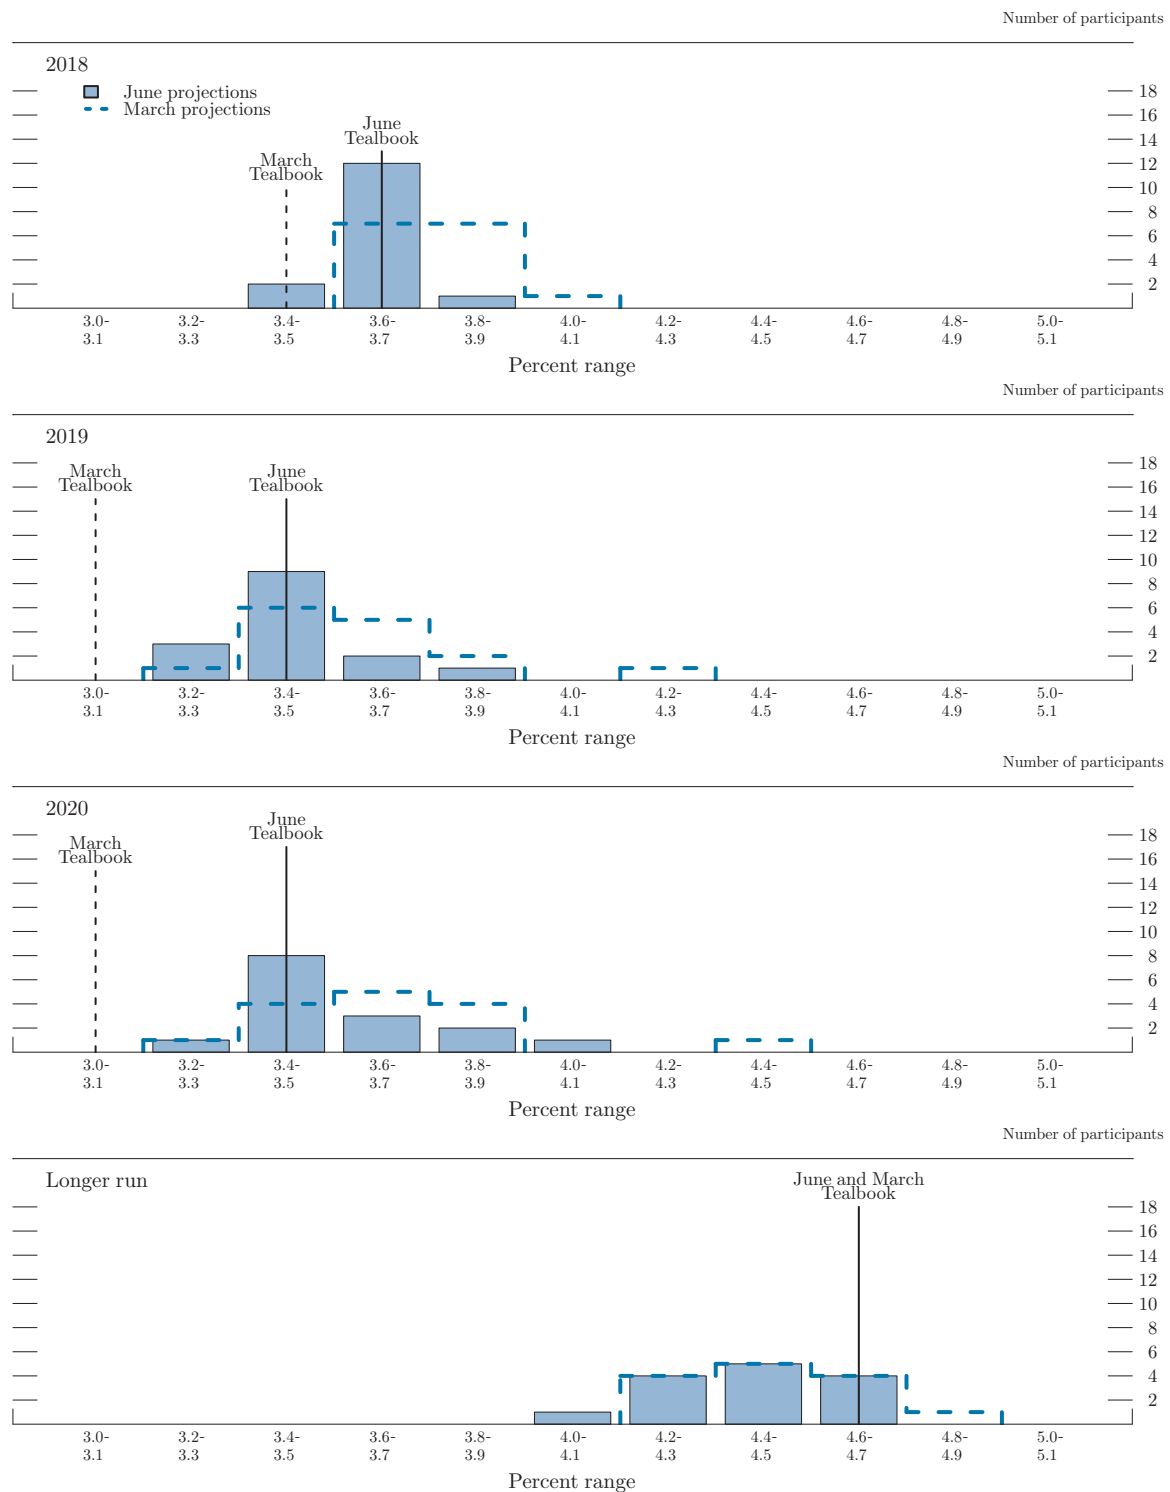 Number of participants
2018
June projections
March projections
June
Tealbook
March
Tealbook
18
16
14
12
10
8
6
4
2
3.0- 3.2- 3.4- 3.6- 3.8- 4.0- 4.2- 4.4- 4.6- 4.8- 5.0-
3.1 3.3 3.5 3.7 3.9 4.1 4.3 4.5 4.7 4.9 5.1
Percent range
Number of participants
2019
March
Tealbook
June
Tealbook
18
16
14
12
10
8
6
4
2
3.0- 3.2- 3.4- 3.6- 3.8- 4.0- 4.2- 4.4- 4.6- 4.8- 5.0-
3.1 3.3 3.5 3.7 3.9 4.1 4.3 4.5 4.7 4.9 5.1
Percent range
Number of participants
2020
June
Tealbook
March
Tealbook
18
16
14
12
10
8
6
4
2
3.0- 3.2- 3.4- 3.6- 3.8- 4.0- 4.2- 4.4- 4.6- 4.8- 5.0-
3.1 3.3 3.5 3.7 3.9 4.1 4.3 4.5 4.7 4.9 5.1
Percent range
Number of participants
Longer run
June and March
Tealbook
18
16
14
12
10
8
6
4
2
3.0- 3.2- 3.4- 3.6- 3.8- 4.0- 4.2- 4.4- 4.6- 4.8- 5.0-
3.1 3.3 3.5 3.7 3.9 4.1 4.3 4.5 4.7 4.9 5.1
Percent range